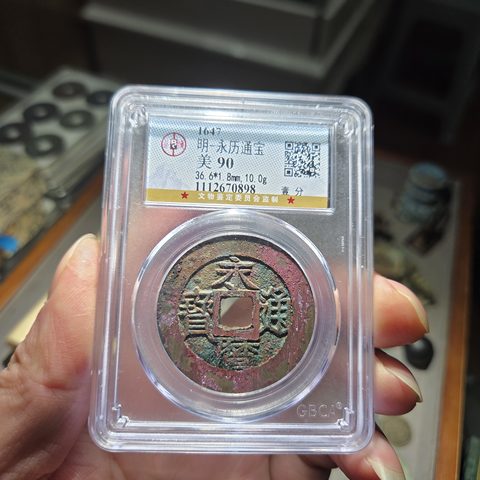 1647
明-永历通宝
美 90
36.6*1.8mm,10.0g
1112670898 壹分
★ 文物鉴定委员会监制 ★
永
寶 通
曆
GBCA